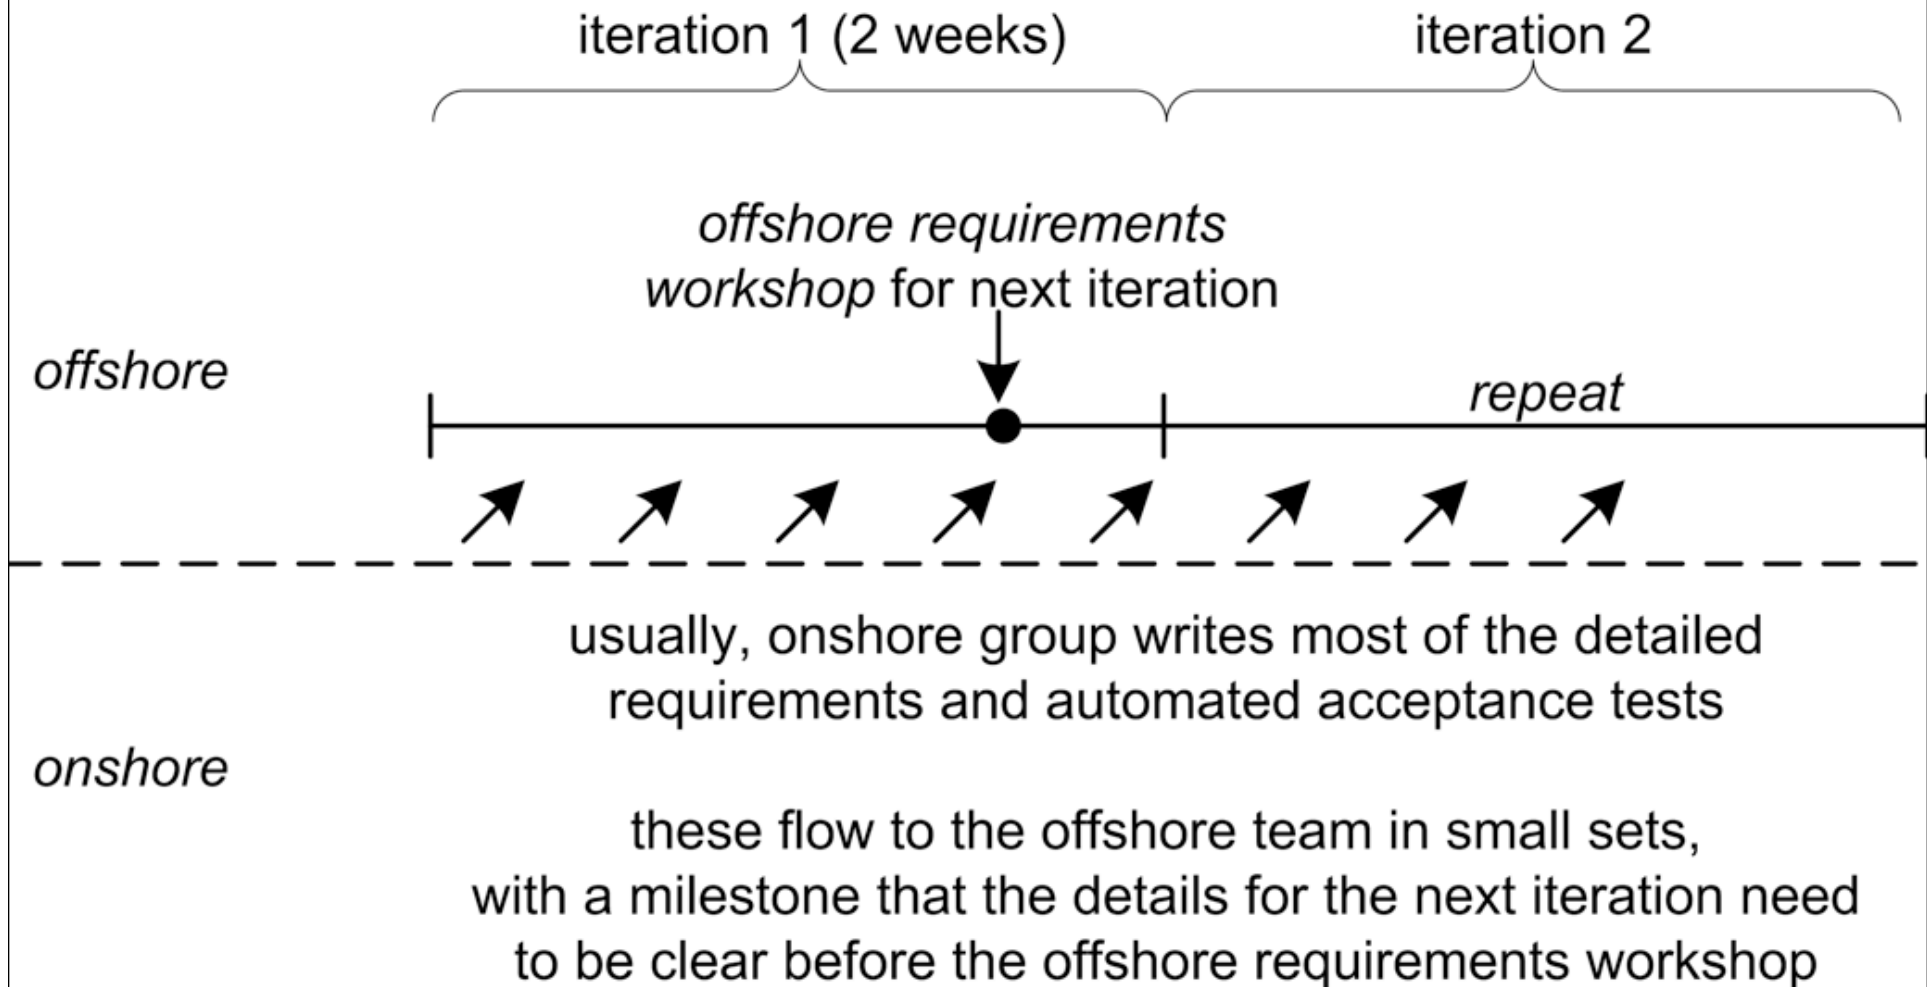 iteration 1 (2 weeks)
iteration 2
offshore requirements
workshop for next iteration
offshore
repeat
usually, onshore group writes most of the detailed
requirements and automated acceptance tests
onshore
these flow to the offshore team in small sets,
with a milestone that the details for the next iteration need
to be clear before the offshore requirements workshop